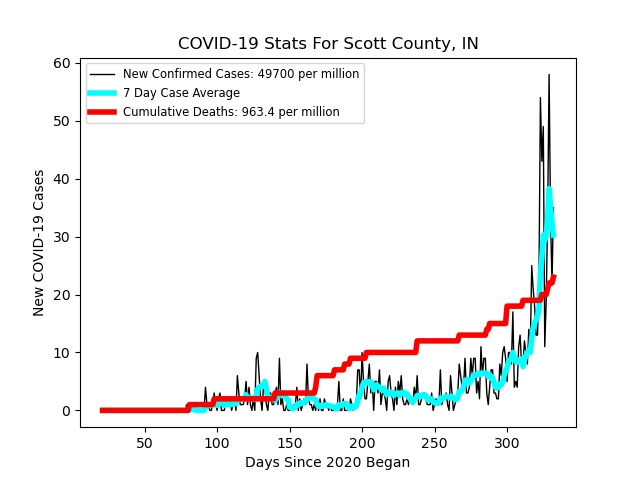 COVID-19 Stats For Scott County, IN
New Confirmed Cases: 49700 per million
7 Day Case Average
Cumulative Deaths: 963.4 per million
New COVID-19 Cases
60
50
40
30
20
10
0
50 100 150 200 250 300
Days Since 2020 Began